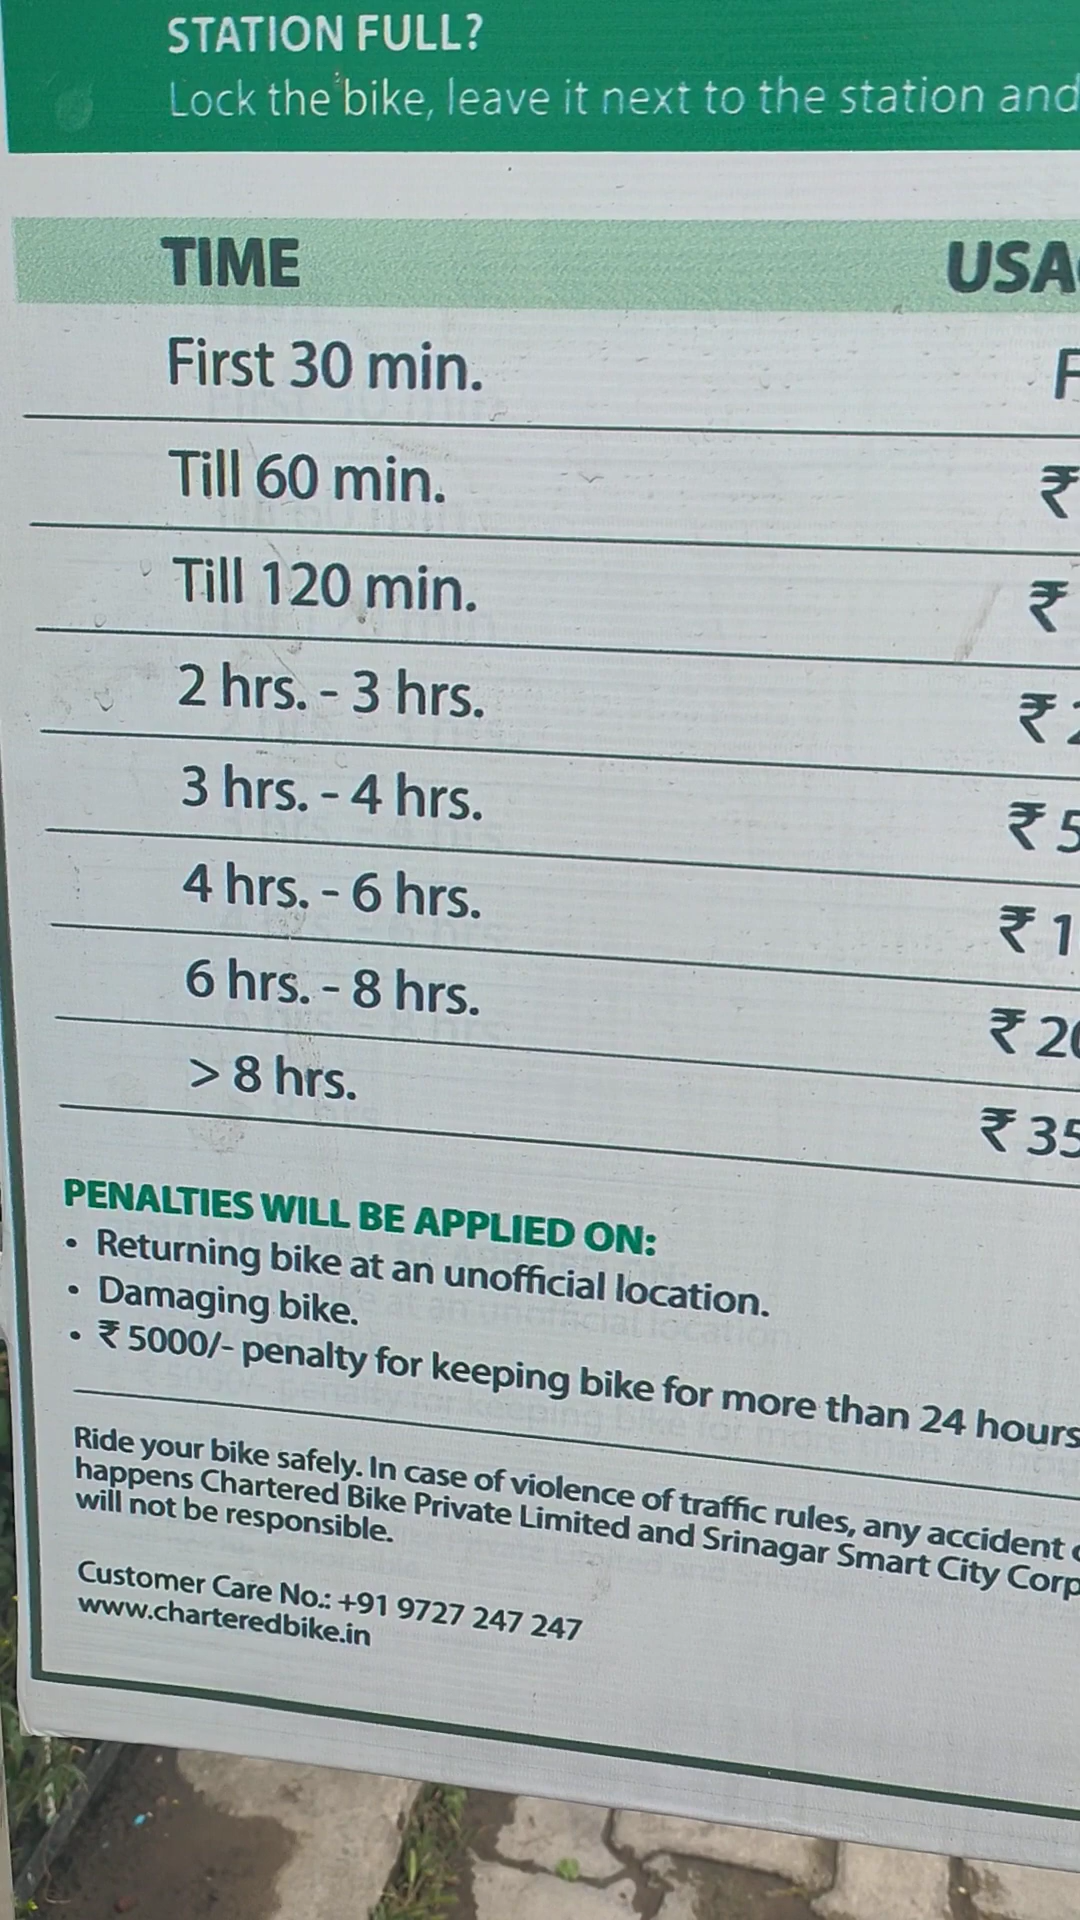 STATION FULL?
Lock the bike, leave it next to the station and
TIME USA
First 30 min. F
Till 60 min. ₹
Till 120 min. ₹
2 hrs. - 3 hrs. ₹ 2
3 hrs. - 4 hrs. ₹ 5
4 hrs. - 6 hrs. ₹ 1
6 hrs. - 8 hrs. ₹ 20
> 8 hrs. ₹ 35
PENALTIES WILL BE APPLIED ON:
• Returning bike at an unofficial location.
• Damaging bike.
• ₹ 5000/- penalty for keeping bike for more than 24 hours
Ride your bike safely. In case of violence of traffic rules, any accident
happens Chartered Bike Private Limited and Srinagar Smart City Corp
will not be responsible.
Customer Care No.: +91 9727 247 247
www.charteredbike.in